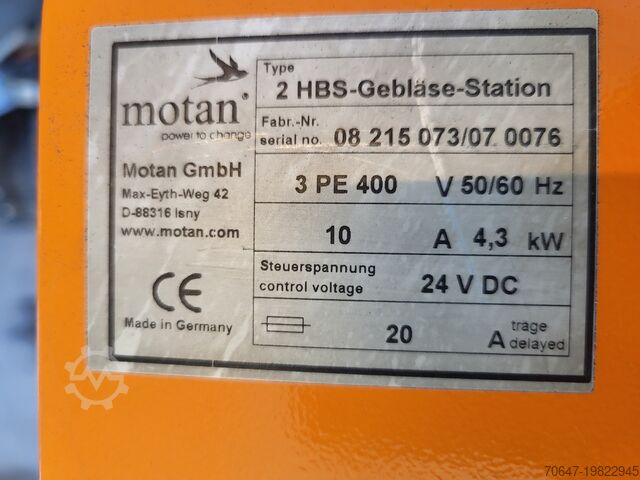 motan®
power to change
Motan GmbH
Max-Eyth-Weg 42
D-88316 Isny
www.motan.com
CE
Made in Germany
Type
2 HBS-Gebläse-Station
Fabr.-Nr.
serial no. 08 215 073/07 0076
3 PE 400 V 50/60 Hz
10 A 4,3 kW
Steuerspannung
control voltage 24 V DC
20 A träge
delayed
70647-19822945